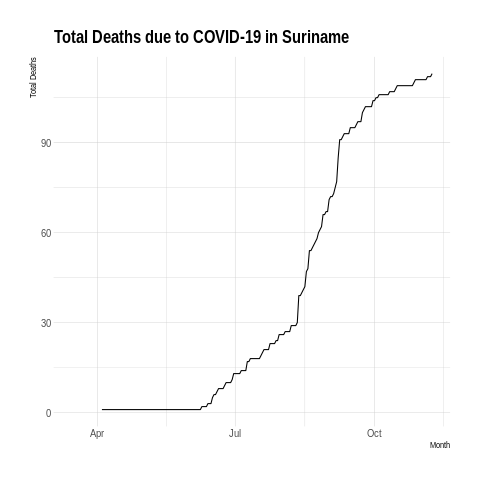 Total Deaths due to COVID-19 in Suriname
Total Deaths
90
60
30
0
Apr
Jul
Oct
Month